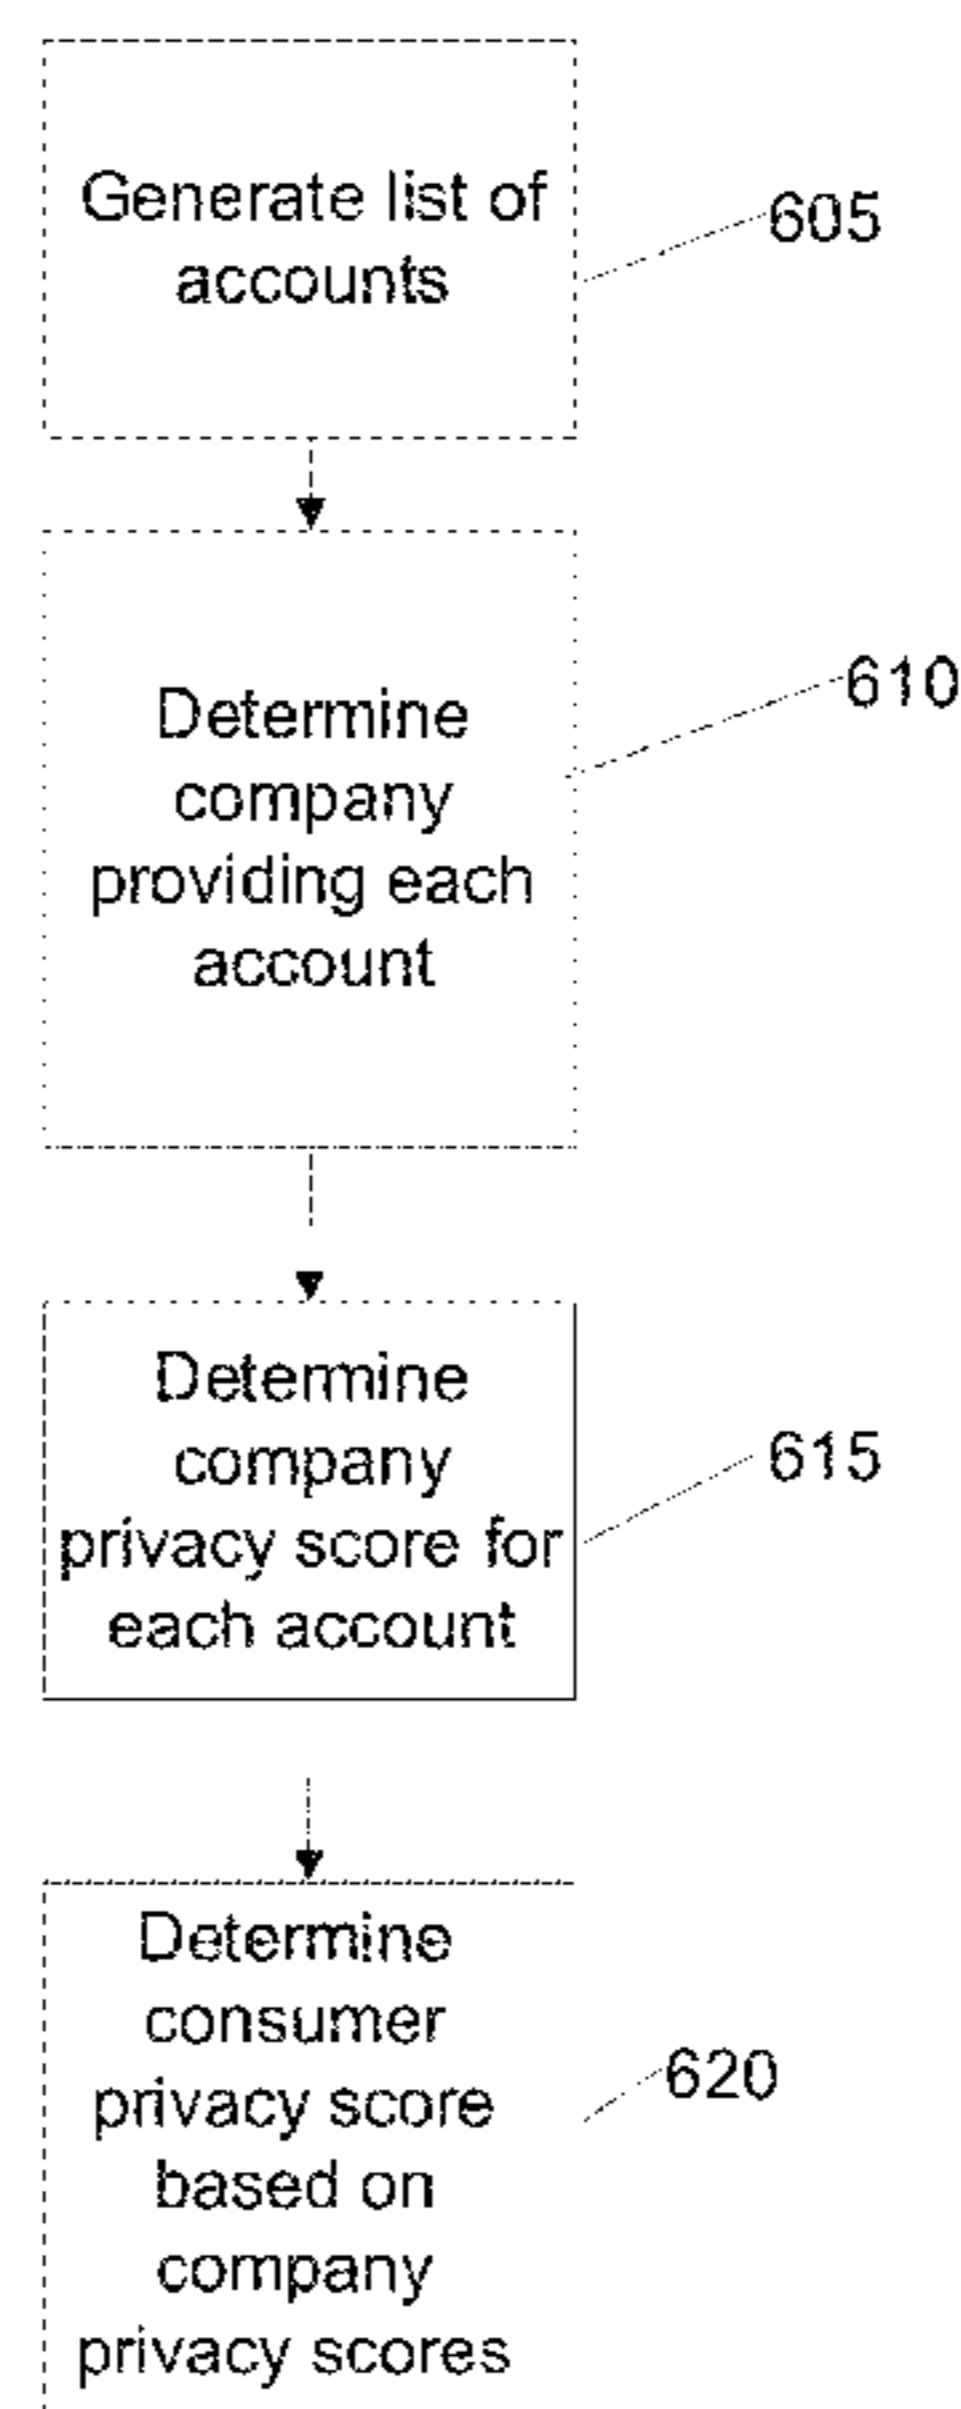 Generate list of
accounts
605
Determine
company
providing each
account
610
Determine
company
privacy score for
each account
615
Determine
consumer
privacy score
based on
company
privacy scores
620